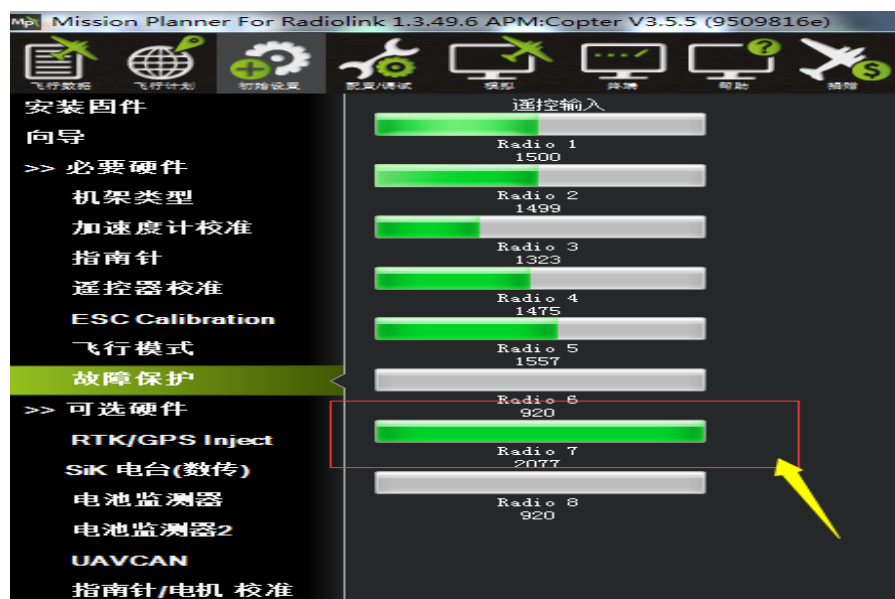 Mission Planner For Radiolink 1.3.49.6 APM:Copter V3.5.5 (9509816e)
飞行数据 飞行计划 初始设置 配置/调试 模拟 终端 帮助 捐赠
安装固件
向导
>> 必要硬件
机架类型
加速度计校准
指南针
遥控器校准
ESC Calibration
飞行模式
故障保护
>> 可选硬件
RTK/GPS Inject
SiK 电台(数传)
电池监测器
电池监测器2
UAVCAN
指南针/电机 校准
遥控输入
Radio 1
1500
Radio 2
1499
Radio 3
1323
Radio 4
1475
Radio 5
1557
Radio 6
920
Radio 7
2077
Radio 8
920